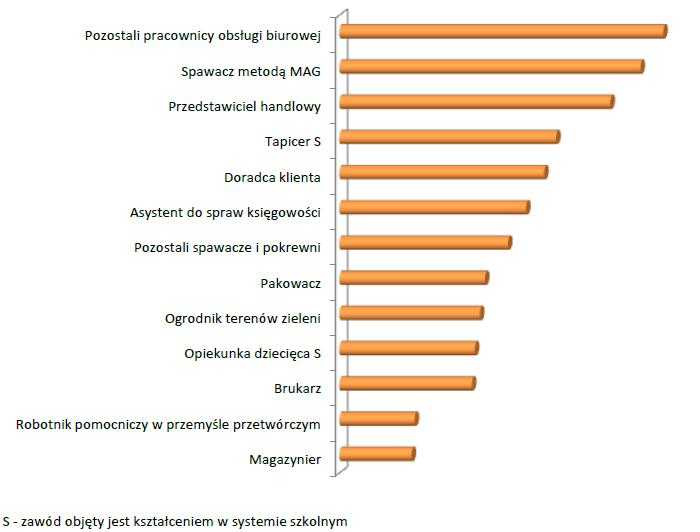 Pozostali pracownicy obsługi biurowej
Spawacz metodą MAG
Przedstawiciel handlowy
Tapicer S
Doradca klienta
Asystent do spraw księgowości
Pozostali spawacze i pokrewni
Pakowacz
Ogrodnik terenów zieleni
Opiekunka dziecięca S
Brukarz
Robotnik pomocniczy w przemyśle przetwórczym
Magazynier
S - zawód objęty jest kształceniem w systemie szkolnym